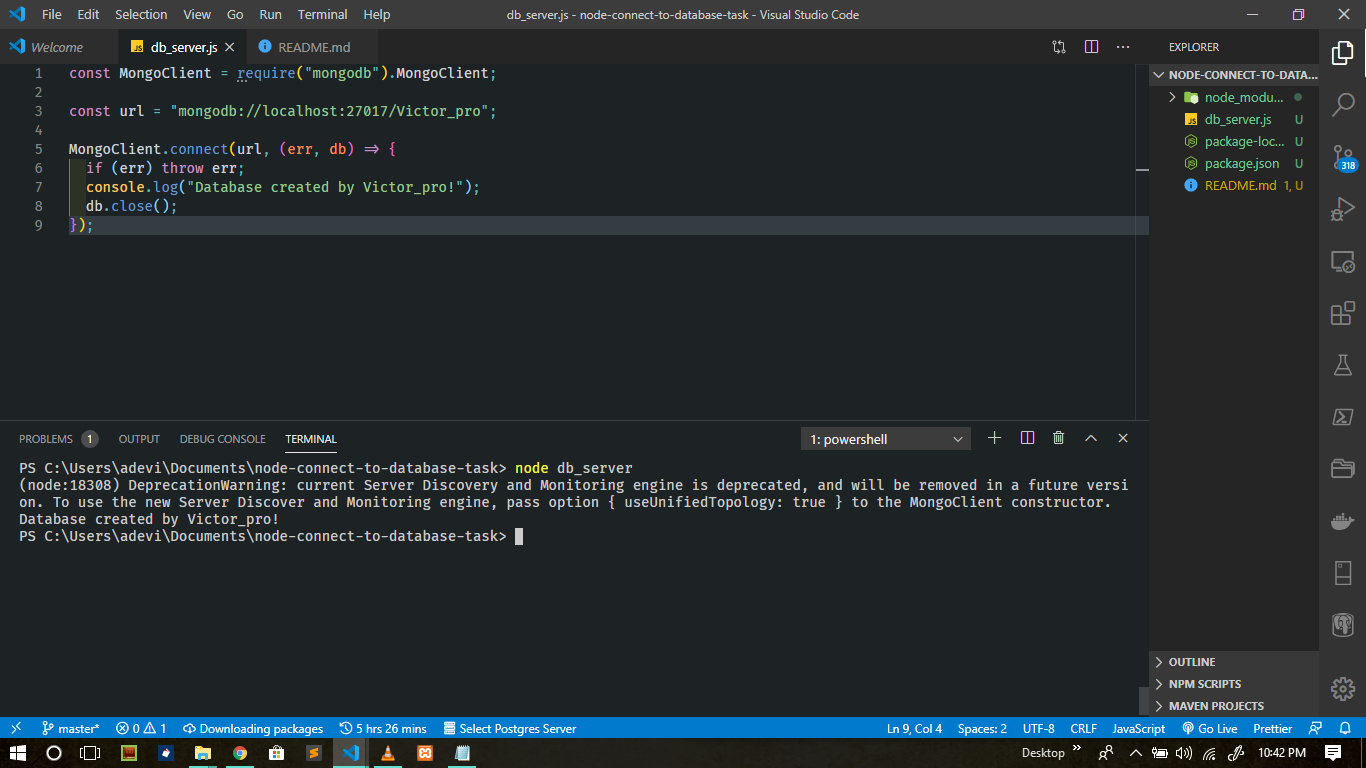 File Edit Selection View Go Run Terminal Help
db_server.js - node-connect-to-database-task - Visual Studio Code
Welcome
db_server.js
README.md
EXPLORER
1 const MongoClient = require("mongodb").MongoClient;
2
3 const url = "mongodb://localhost:27017/Victor_pro";
4
5 MongoClient.connect(url, (err, db) => {
6 if (err) throw err;
7 console.log("Database created by Victor_pro!");
8 db.close();
9 });
NODE-CONNECT-TO-DATA...
node_modu...
db_server.js U
package-loc... U
package.json U
README.md 1, U
318
PROBLEMS 1 OUTPUT DEBUG CONSOLE TERMINAL
1: powershell
PS C:\Users\adevi\Documents\node-connect-to-database-task> node db_server
(node:18308) DeprecationWarning: current Server Discovery and Monitoring engine is deprecated, and will be removed in a future versi
on. To use the new Server Discover and Monitoring engine, pass option { useUnifiedTopology: true } to the MongoClient constructor.
Database created by Victor_pro!
PS C:\Users\adevi\Documents\node-connect-to-database-task>
OUTLINE
NPM SCRIPTS
MAVEN PROJECTS
master* 0 1 Downloading packages 5 hrs 26 mins Select Postgres Server
Ln 9, Col 4 Spaces: 2 UTF-8 CRLF JavaScript Go Live Prettier
Desktop
10:42 PM